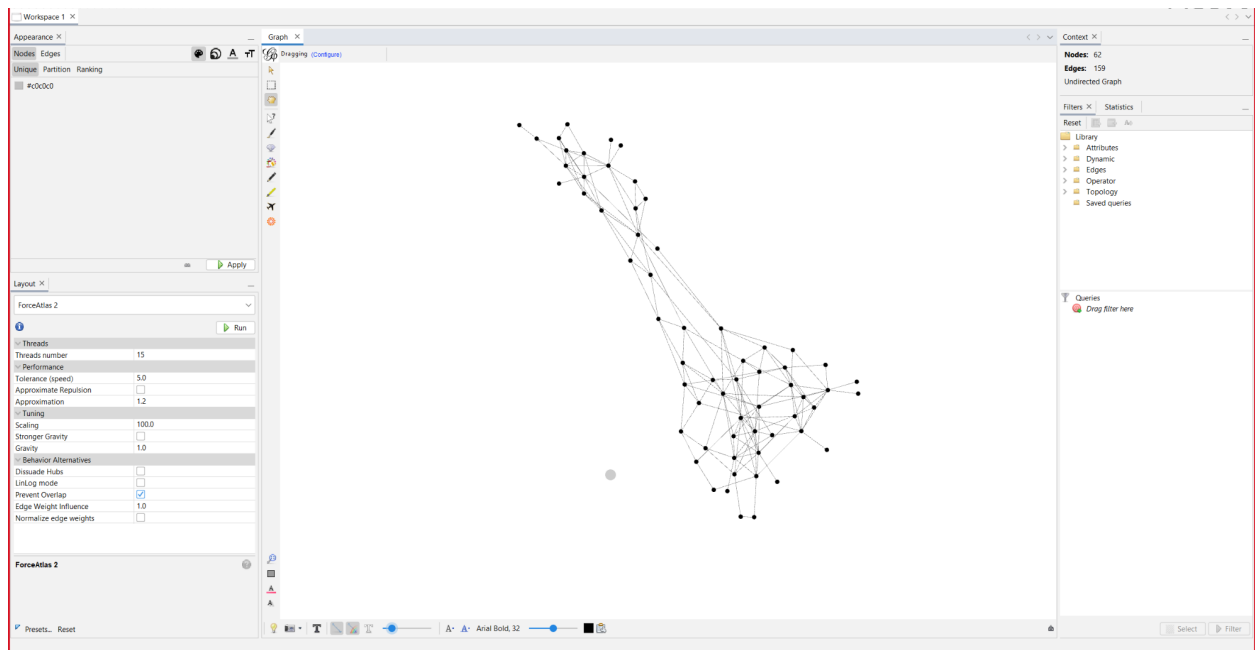 Workspace 1
Appearance
Nodes Edges
Unique Partition Ranking
#c0c0c0
Apply
Layout
ForceAtlas 2
Run
Threads
Threads number 15
Performance
Tolerance (speed) 5.0
Approximate Repulsion
Approximation 1.2
Tuning
Scaling 100.0
Stronger Gravity
Gravity 1.0
Behavior Alternatives
Dissuade Hubs
LinLog mode
Prevent Overlap
Edge Weight Influence 1.0
Normalize edge weights
ForceAtlas 2
Presets... Reset
Graph
Dragging (Configure)
A- A- Arial Bold, 32
Context
Nodes: 62
Edges: 159
Undirected Graph
Filters Statistics
Reset
Library
Attributes
Dynamic
Edges
Operator
Topology
Saved queries
Queries
Drag filter here
Select Filter